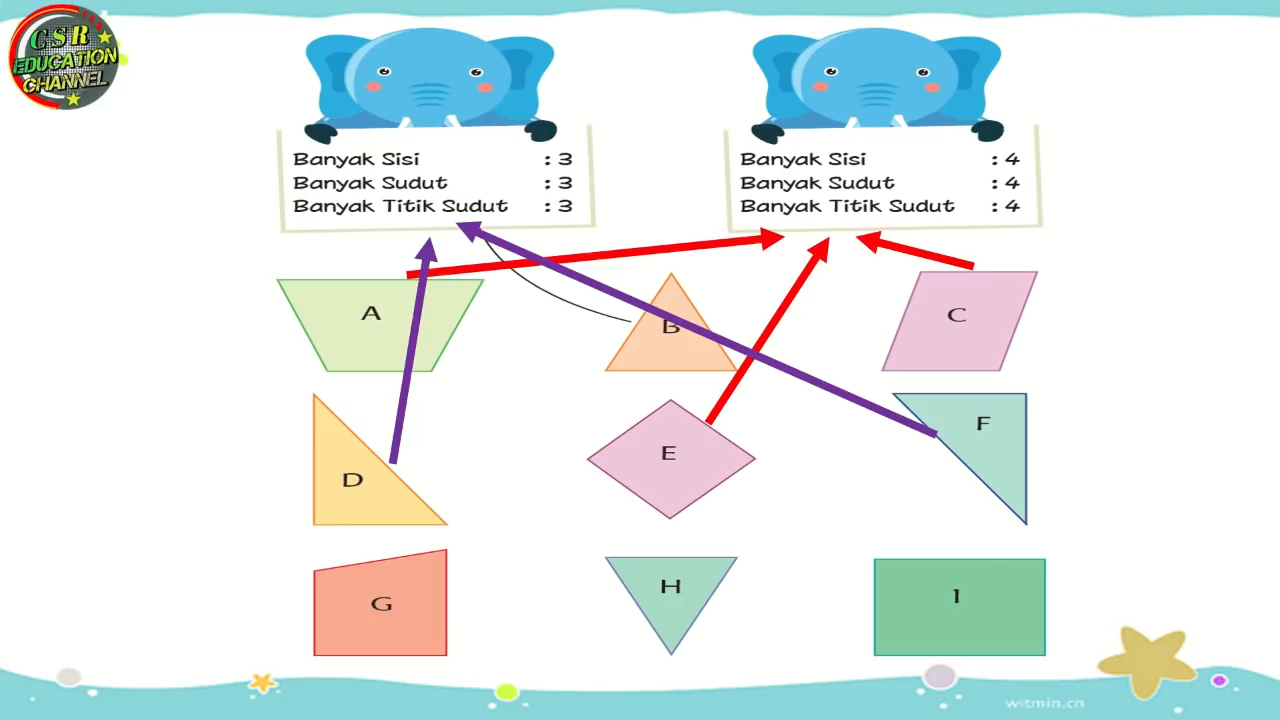 CSR
EDUCATION
CHANNEL
Banyak Sisi : 3
Banyak Sudut : 3
Banyak Titik Sudut : 3
Banyak Sisi : 4
Banyak Sudut : 4
Banyak Titik Sudut : 4
A
B
C
D
E
F
G
H
I
witmin.cn